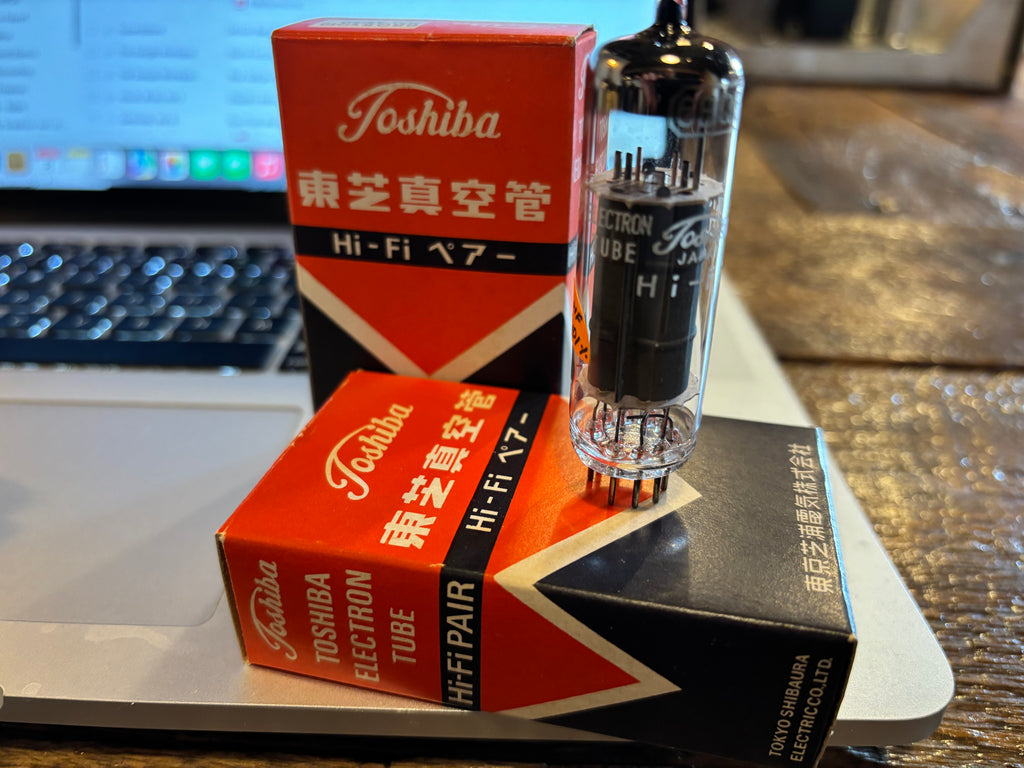 Toshiba
東芝真空管
Hi-Fi ペアー
ECTRON
UBE
Hi-
Toshiba
東芝真空管
Hi-Fi ペアー
東京芝浦電気株式会社
Toshiba
TOSHIBA
ELECTRON
TUBE
Hi-Fi PAIR
TOKYO SHIBAURA
ELECTRIC CO., LTD.